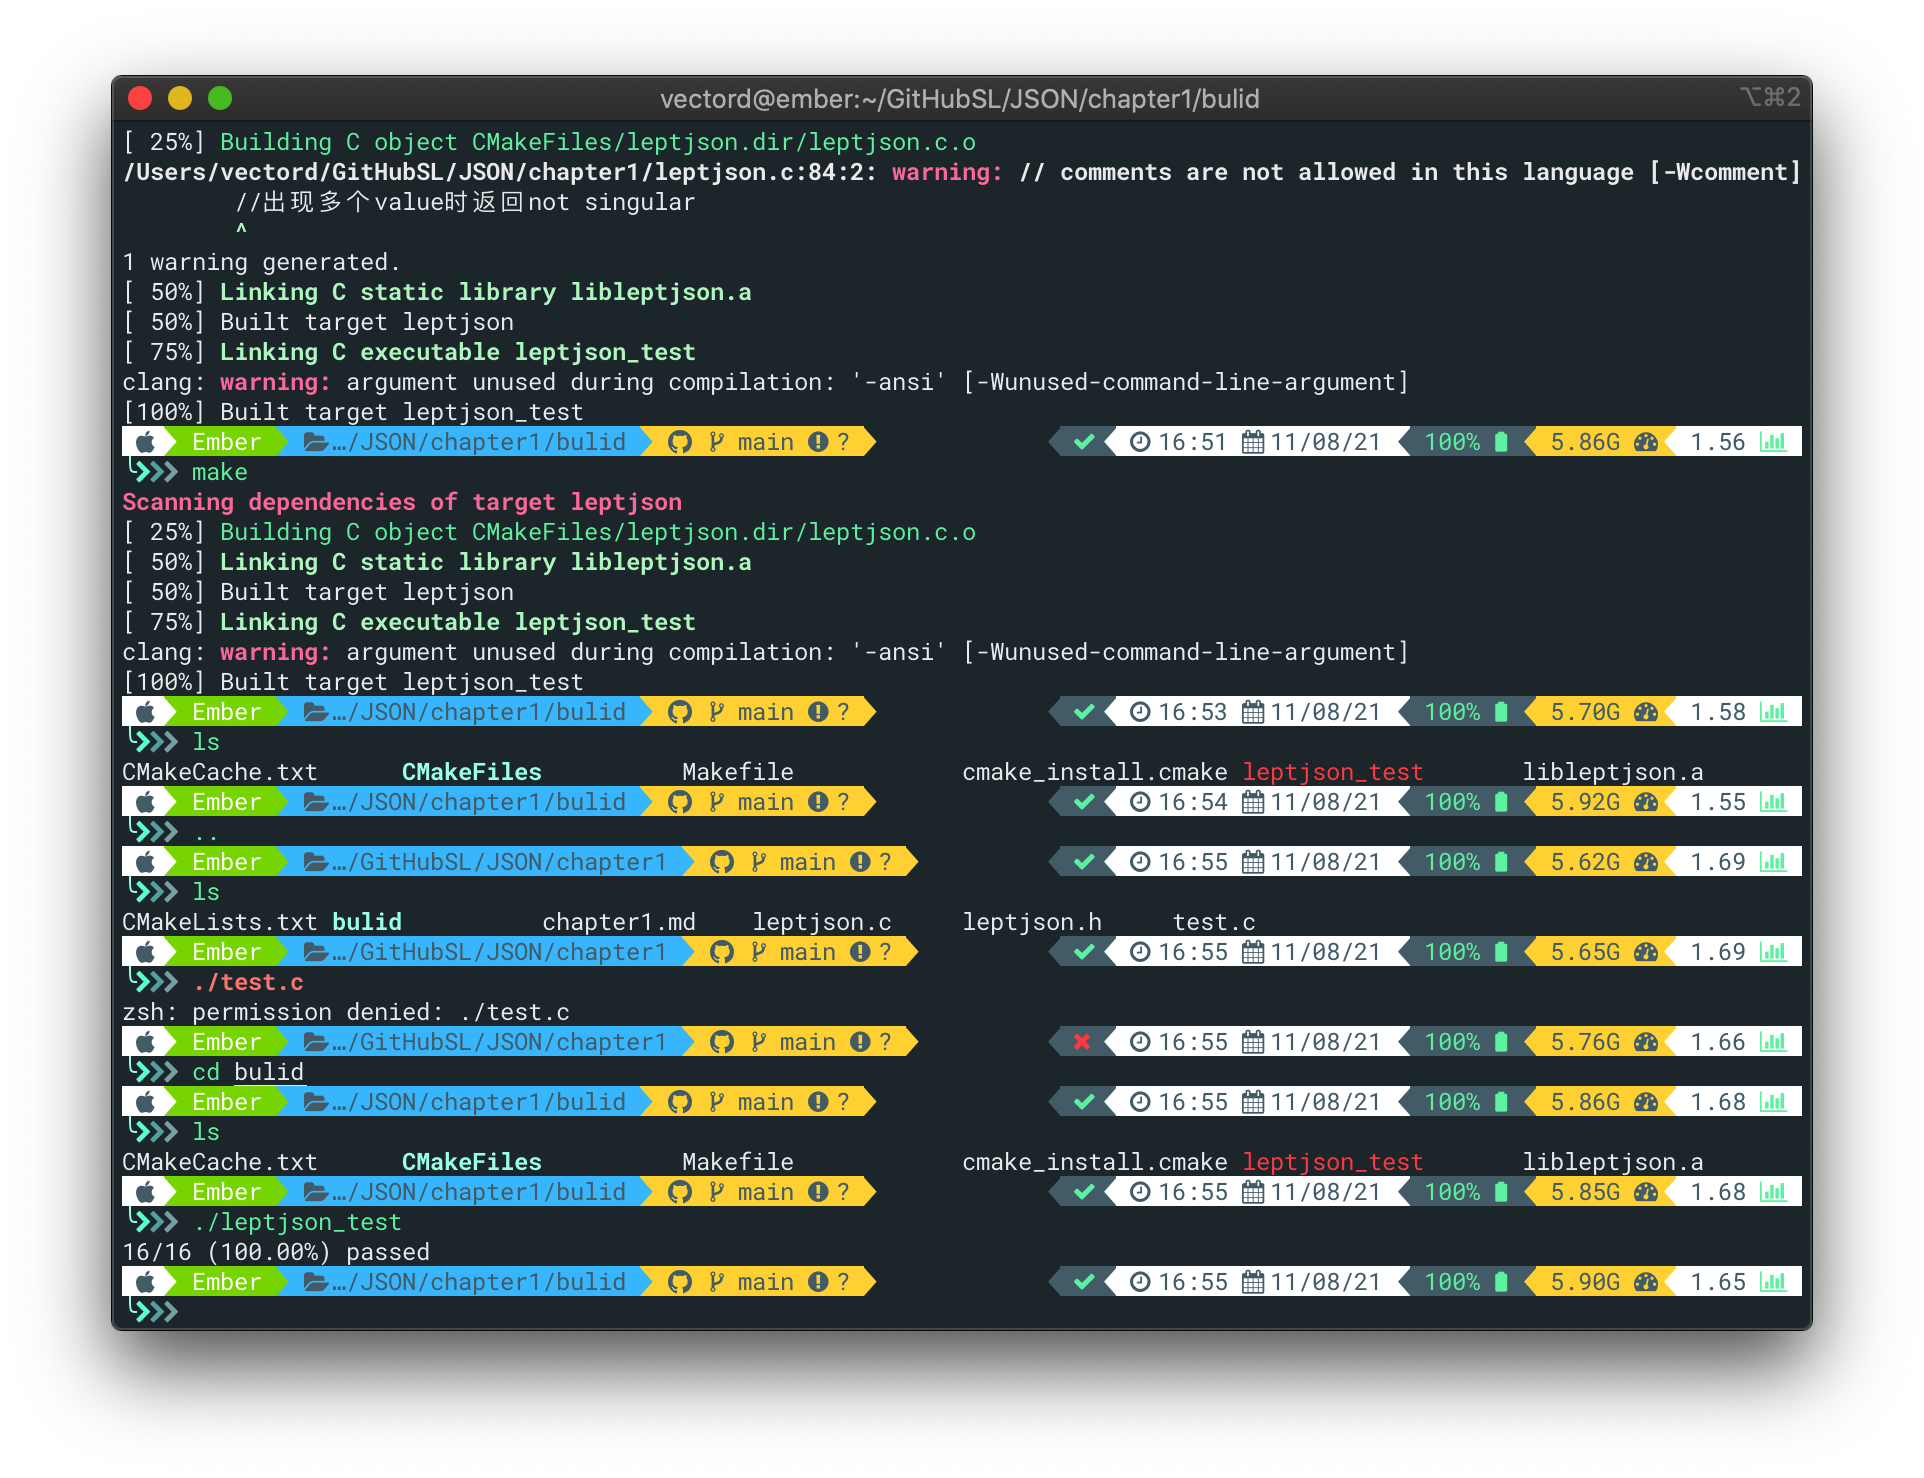 vectord@ember:~/GitHubSL/JSON/chapter1/bulid ⌥⌘2
[ 25%] Building C object CMakeFiles/leptjson.dir/leptjson.c.o
/Users/vectord/GitHubSL/JSON/chapter1/leptjson.c:84:2: warning: // comments are not allowed in this language [-Wcomment]
//出现多个value时返回not singular
^
1 warning generated.
[ 50%] Linking C static library libleptjson.a
[ 50%] Built target leptjson
[ 75%] Linking C executable leptjson_test
clang: warning: argument unused during compilation: '-ansi' [-Wunused-command-line-argument]
[100%] Built target leptjson_test
Ember …/JSON/chapter1/bulid main ? 16:51 11/08/21 100% 5.86G 1.56
make
Scanning dependencies of target leptjson
[ 25%] Building C object CMakeFiles/leptjson.dir/leptjson.c.o
[ 50%] Linking C static library libleptjson.a
[ 50%] Built target leptjson
[ 75%] Linking C executable leptjson_test
clang: warning: argument unused during compilation: '-ansi' [-Wunused-command-line-argument]
[100%] Built target leptjson_test
Ember …/JSON/chapter1/bulid main ? 16:53 11/08/21 100% 5.70G 1.58
ls
CMakeCache.txt CMakeFiles Makefile cmake_install.cmake leptjson_test libleptjson.a
Ember …/JSON/chapter1/bulid main ? 16:54 11/08/21 100% 5.92G 1.55
..
Ember …/GitHubSL/JSON/chapter1 main ? 16:55 11/08/21 100% 5.62G 1.69
ls
CMakeLists.txt bulid chapter1.md leptjson.c leptjson.h test.c
Ember …/GitHubSL/JSON/chapter1 main ? 16:55 11/08/21 100% 5.65G 1.69
./test.c
zsh: permission denied: ./test.c
Ember …/GitHubSL/JSON/chapter1 main ? 16:55 11/08/21 100% 5.76G 1.66
cd bulid
Ember …/JSON/chapter1/bulid main ? 16:55 11/08/21 100% 5.86G 1.68
ls
CMakeCache.txt CMakeFiles Makefile cmake_install.cmake leptjson_test libleptjson.a
Ember …/JSON/chapter1/bulid main ? 16:55 11/08/21 100% 5.85G 1.68
./leptjson_test
16/16 (100.00%) passed
Ember …/JSON/chapter1/bulid main ? 16:55 11/08/21 100% 5.90G 1.65